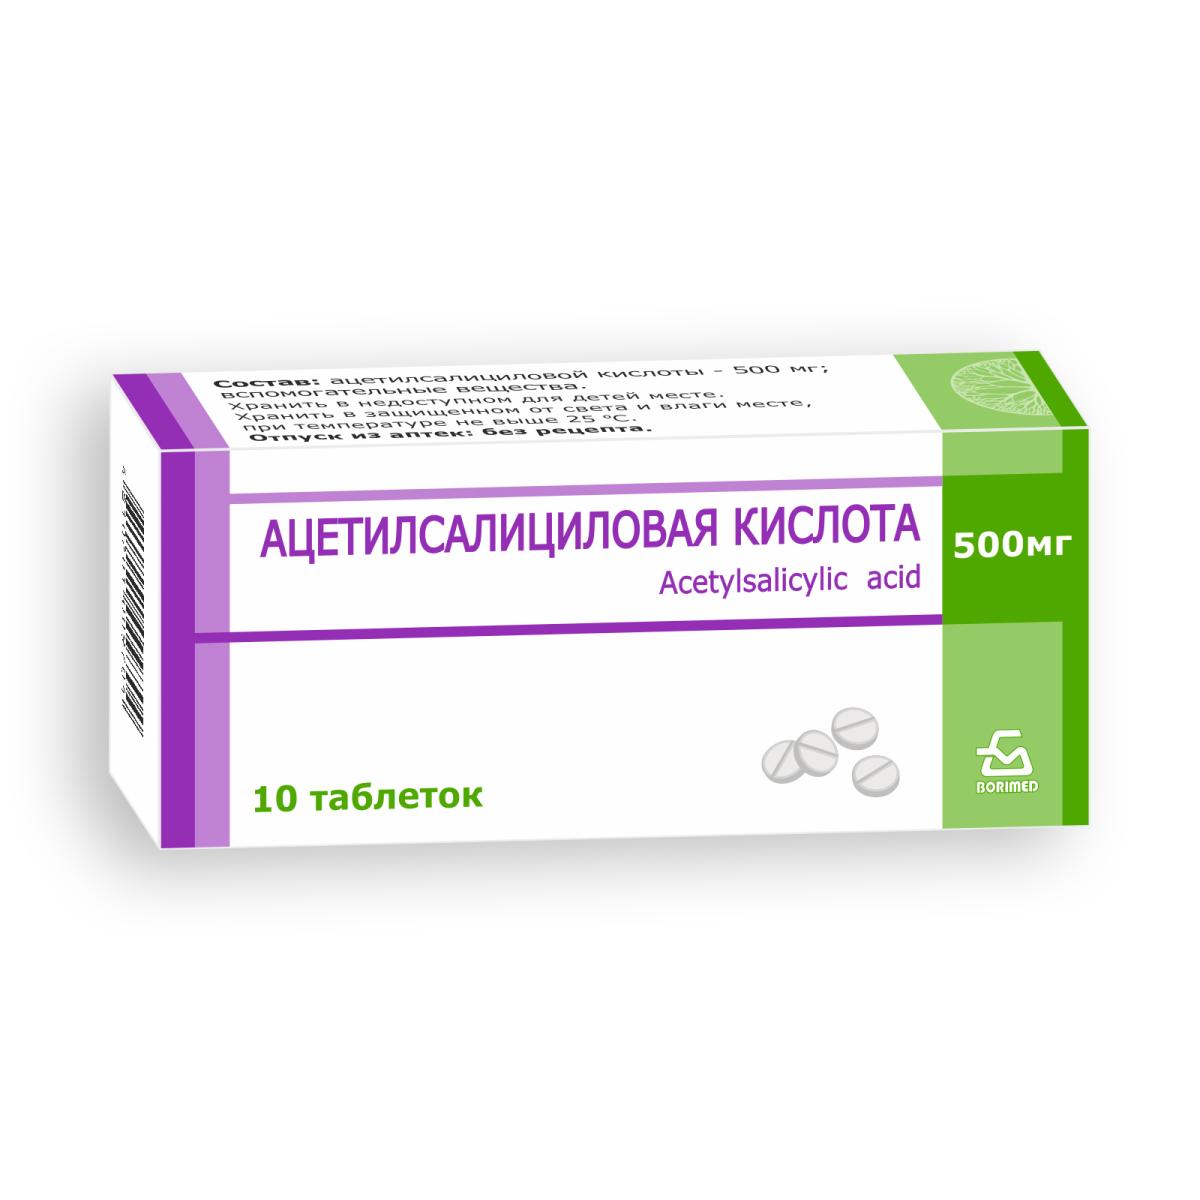 Состав: ацетилсалициловой кислоты - 500 мг;
вспомогательные вещества.
Хранить в недоступном для детей месте.
Хранить в защищенном от света и влаги месте,
при температуре не выше 25 °С.
Отпуск из аптек: без рецепта.
АЦЕТИЛСАЛИЦИЛОВАЯ КИСЛОТА
Acetylsalicylic acid
500мг
10 таблеток
BORIMED